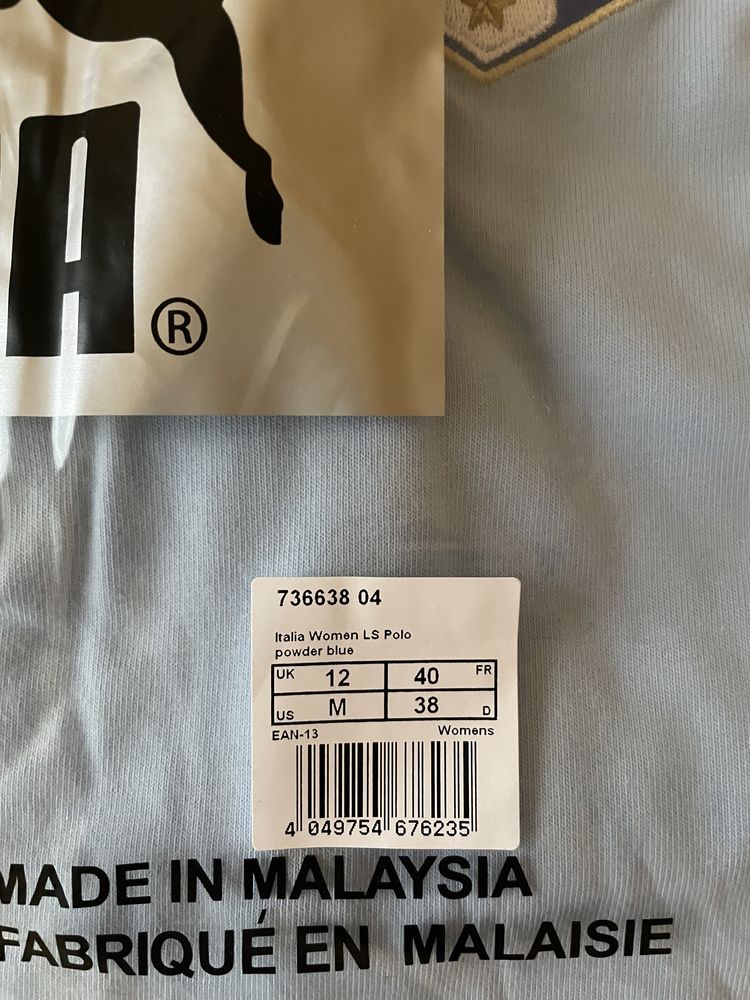 A®
736638 04
Italia Women LS Polo
powder blue
UK 12 40 FR
US M 38 D
EAN-13 Womens
4 049754 676235
MADE IN MALAYSIA
FABRIQUÉ EN MALAISIE